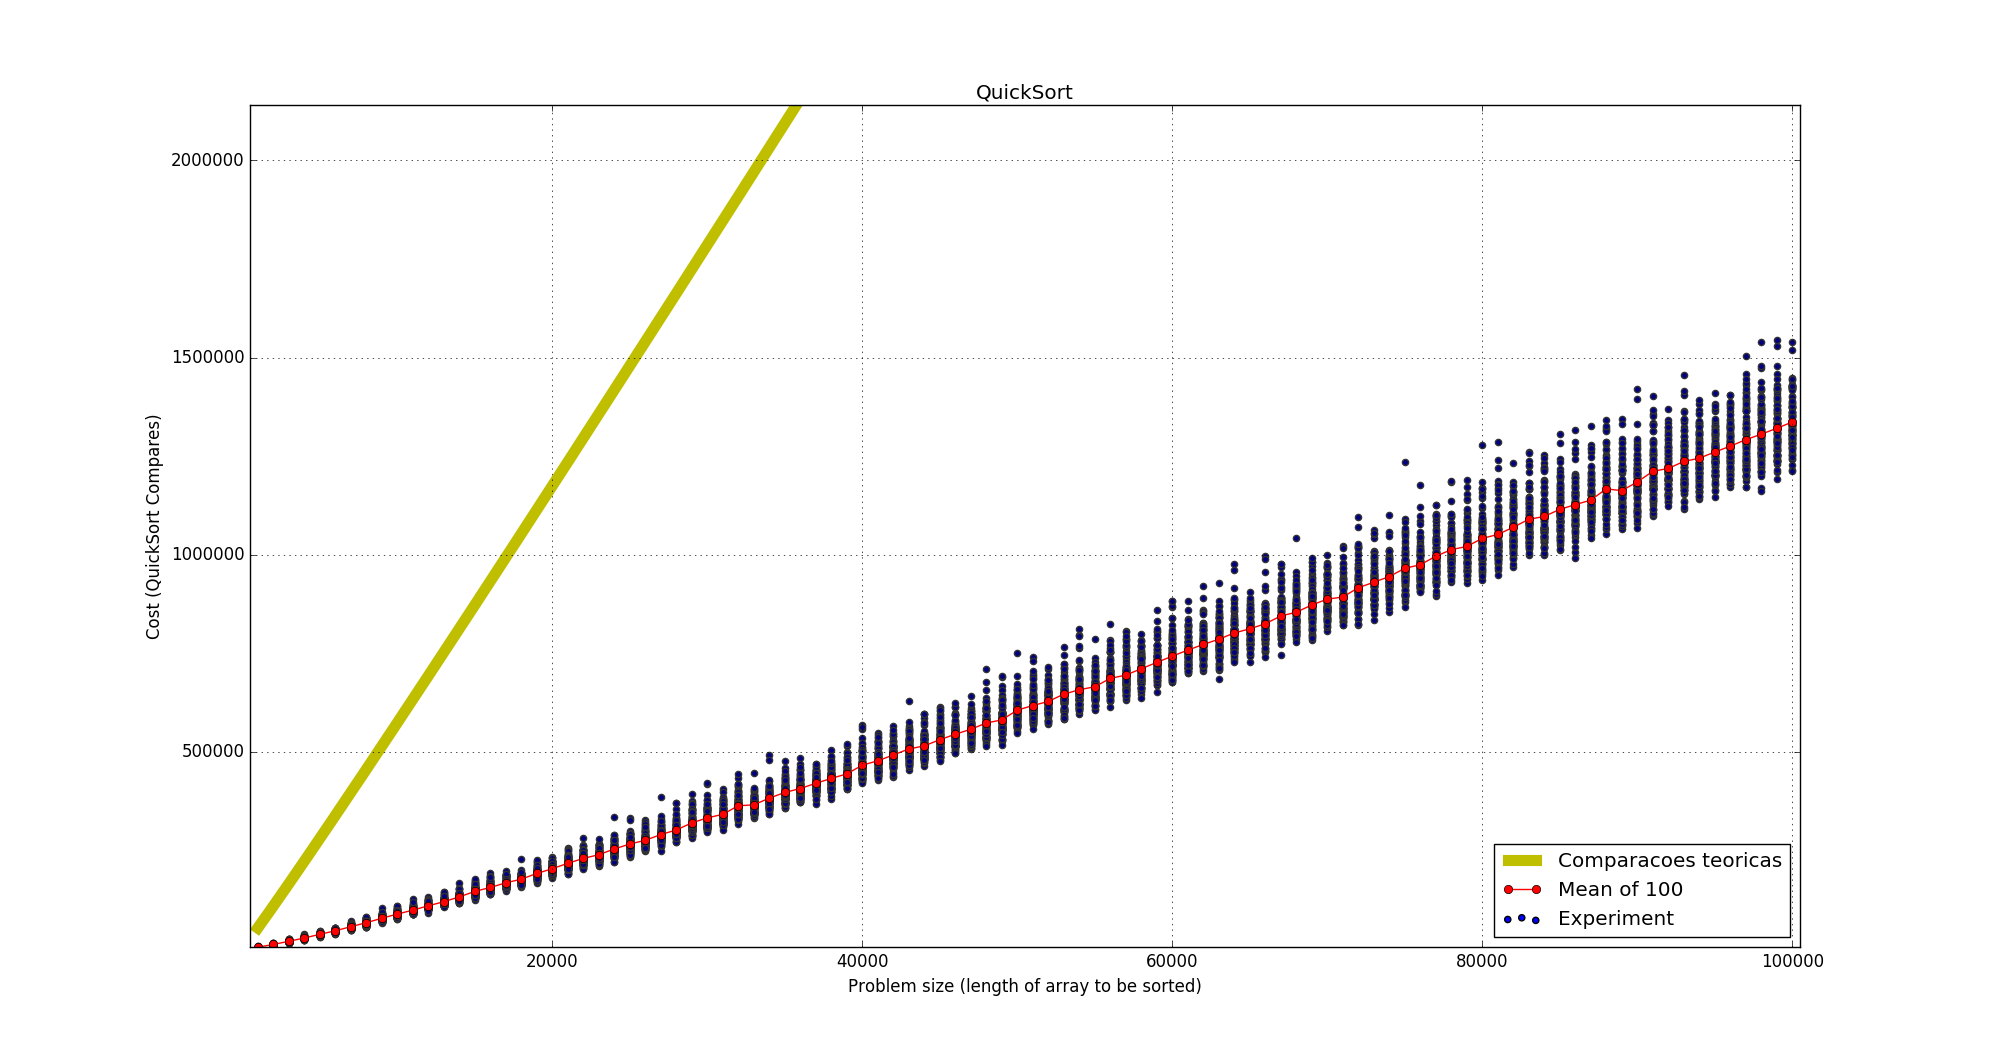 QuickSort
2000000
1500000
1000000
500000
Cost (QuickSort Compares)
20000
40000
60000
80000
100000
Problem size (length of array to be sorted)
Comparacoes teoricas
Mean of 100
Experiment